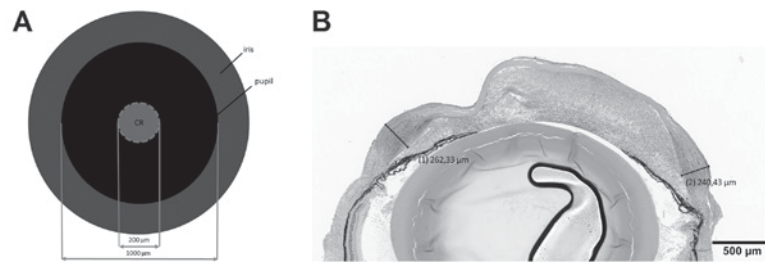 A
iris
pupil
CR
200 µm
1000 µm
B
(1) 262,33 µm
(2) 240,43 µm
500 µm